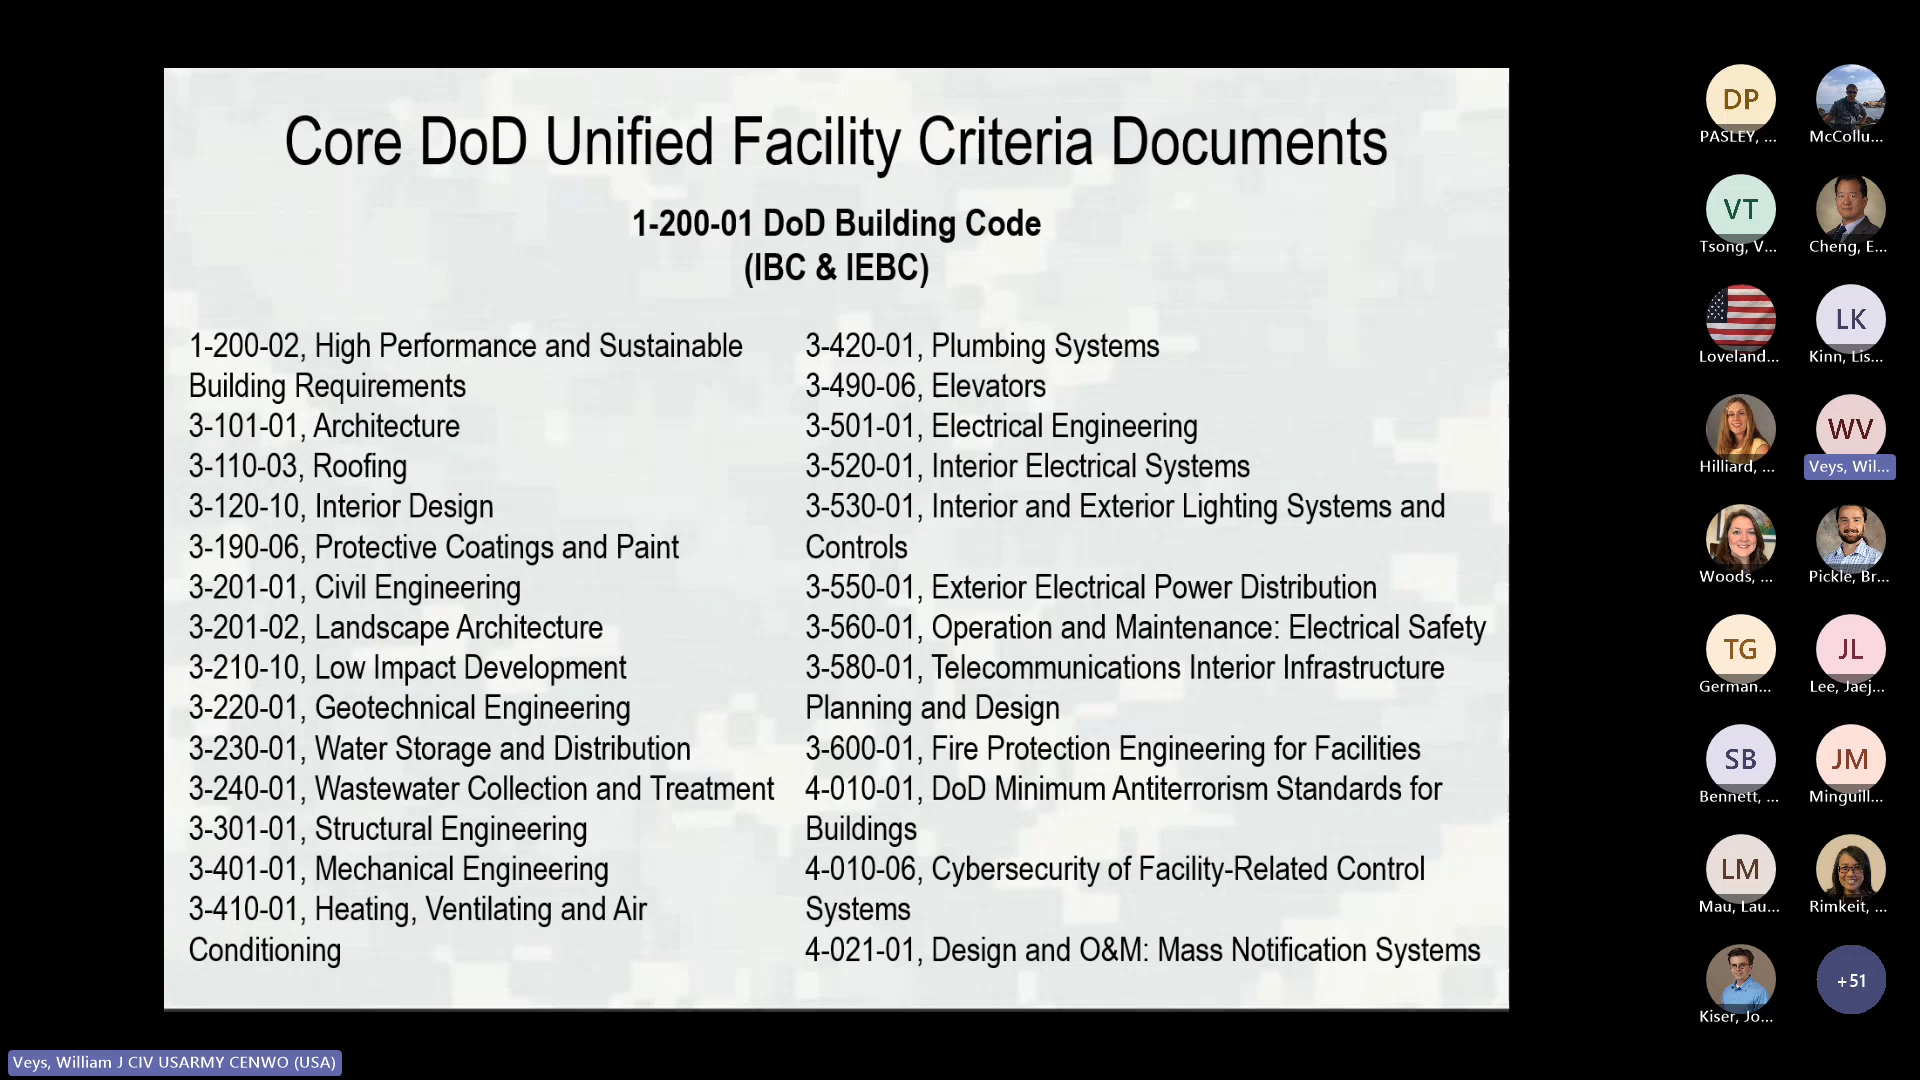 Core DoD Unified Facility Criteria Documents
1-200-01 DoD Building Code
(IBC & IEBC)
1-200-02, High Performance and Sustainable
Building Requirements
3-101-01, Architecture
3-110-03, Roofing
3-120-10, Interior Design
3-190-06, Protective Coatings and Paint
3-201-01, Civil Engineering
3-201-02, Landscape Architecture
3-210-10, Low Impact Development
3-220-01, Geotechnical Engineering
3-230-01, Water Storage and Distribution
3-240-01, Wastewater Collection and Treatment
3-301-01, Structural Engineering
3-401-01, Mechanical Engineering
3-410-01, Heating, Ventilating and Air
Conditioning
3-420-01, Plumbing Systems
3-490-06, Elevators
3-501-01, Electrical Engineering
3-520-01, Interior Electrical Systems
3-530-01, Interior and Exterior Lighting Systems and
Controls
3-550-01, Exterior Electrical Power Distribution
3-560-01, Operation and Maintenance: Electrical Safety
3-580-01, Telecommunications Interior Infrastructure
Planning and Design
3-600-01, Fire Protection Engineering for Facilities
4-010-01, DoD Minimum Antiterrorism Standards for
Buildings
4-010-06, Cybersecurity of Facility-Related Control
Systems
4-021-01, Design and O&M: Mass Notification Systems
DP
PASLEY, ...
McCollu...
VT
Tsong, V...
Cheng, E...
Loveland...
LK
Kinn, Lis...
Hilliard, ...
WV
Veys, Wil...
Woods, ...
Pickle, Br...
TG
German...
JL
Lee, Jaej...
SB
Bennett, ...
JM
Minguill...
LM
Mau, Lau...
Rimkeit, ...
Kiser, Jo...
+51
Veys, William J CIV USARMY CENWO (USA)